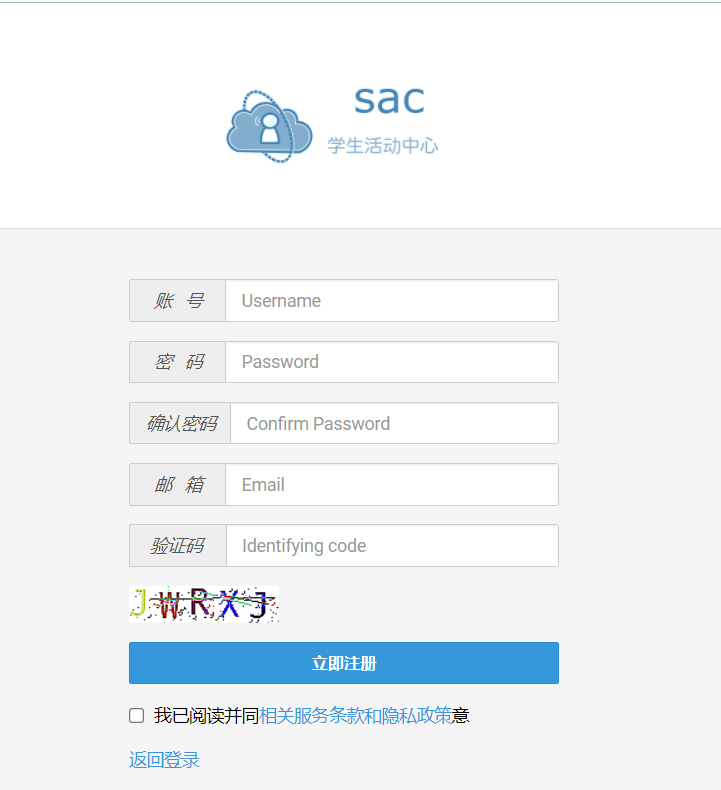 sac
学生活动中心
账 号 Username
密 码 Password
确认密码 Confirm Password
邮 箱 Email
验证码 Identifying code
JWRXJ
立即注册
我已阅读并同相关服务条款和隐私政策意
返回登录